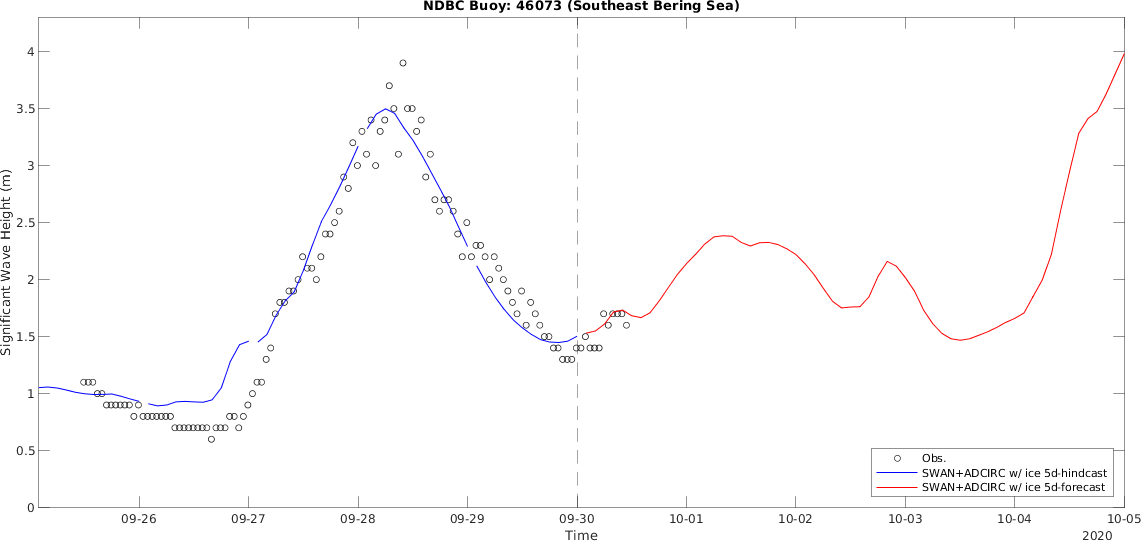 NDBC Buoy: 46073 (Southeast Bering Sea)
Significant Wave Height (m)
4
3.5
3
2.5
2
1.5
1
0.5
0
Obs.
SWAN+ADCIRC w/ ice 5d-hindcast
SWAN+ADCIRC w/ ice 5d-forecast
09-26 09-27 09-28 09-29 09-30 10-01 10-02 10-03 10-04 10-05
Time
2020